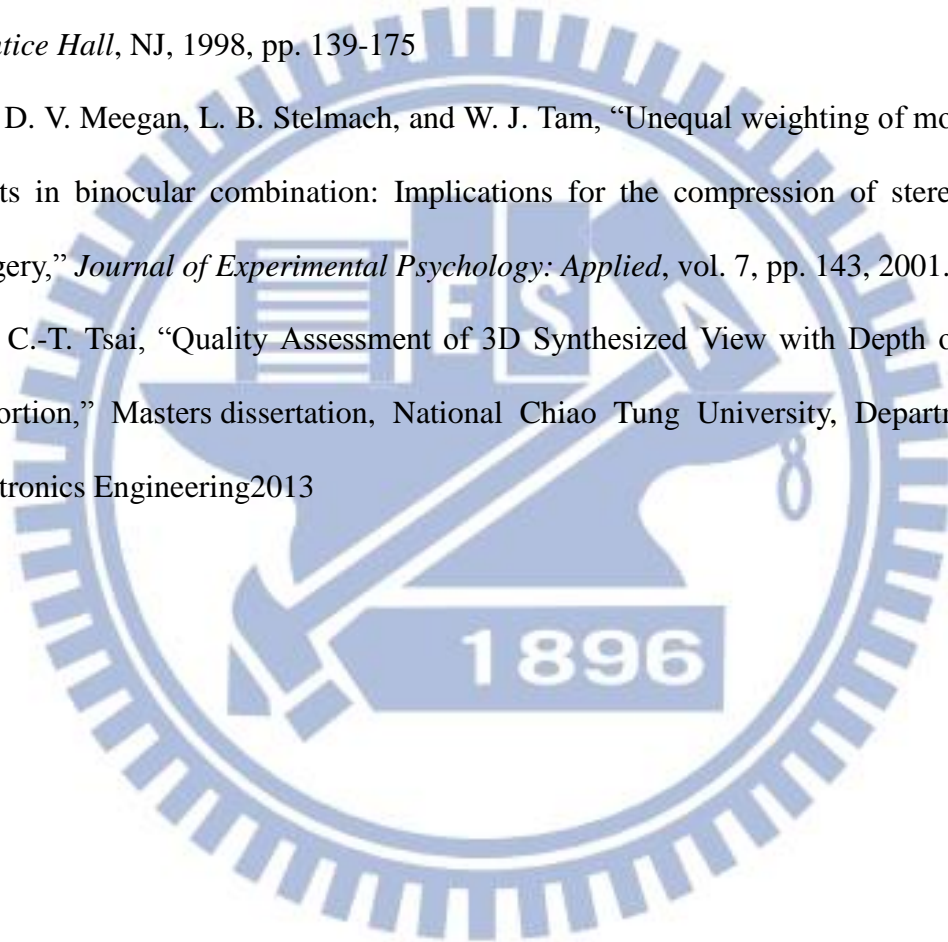 ntice Hall, NJ, 1998, pp. 139-175
D. V. Meegan, L. B. Stelmach, and W. J. Tam, “Unequal weighting of mo
ts in binocular combination: Implications for the compression of stere
gery,” Journal of Experimental Psychology: Applied, vol. 7, pp. 143, 2001.
C.-T. Tsai, “Quality Assessment of 3D Synthesized View with Depth o
ortion,” Masters dissertation, National Chiao Tung University, Departm
tronics Engineering2013
E S A
1896